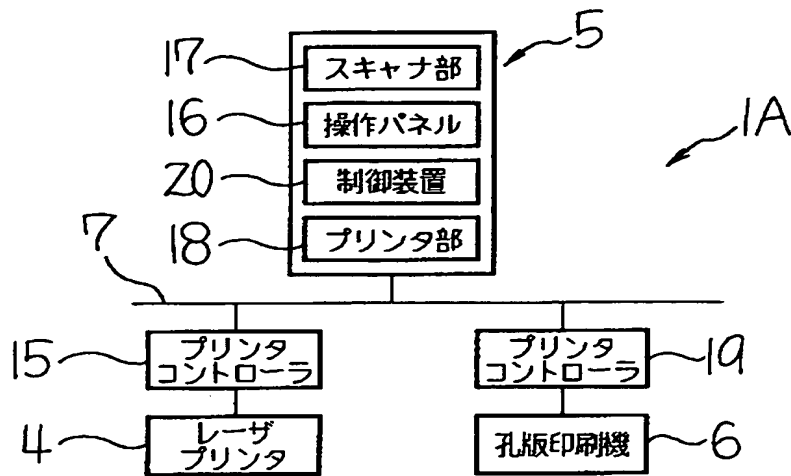 17
スキャナ部
5
16
操作パネル
1A
20
制御装置
18
プリンタ部
7
15
プリンタ
コントローラ
プリンタ
コントローラ
19
4
レーザ
プリンタ
孔版印刷機
6